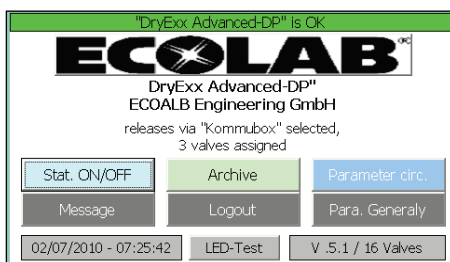 "DryExx Advanced-DP" is OK
ECOLAB®
DryExx Advanced-DP"
ECOALB Engineering GmbH
releases via "Kommubox" selected,
3 valves assigned
Stat. ON/OFF Archive Parameter circ.
Message Logout Para. Generaly
02/07/2010 - 07:25:42 LED-Test V .5.1 / 16 Valves